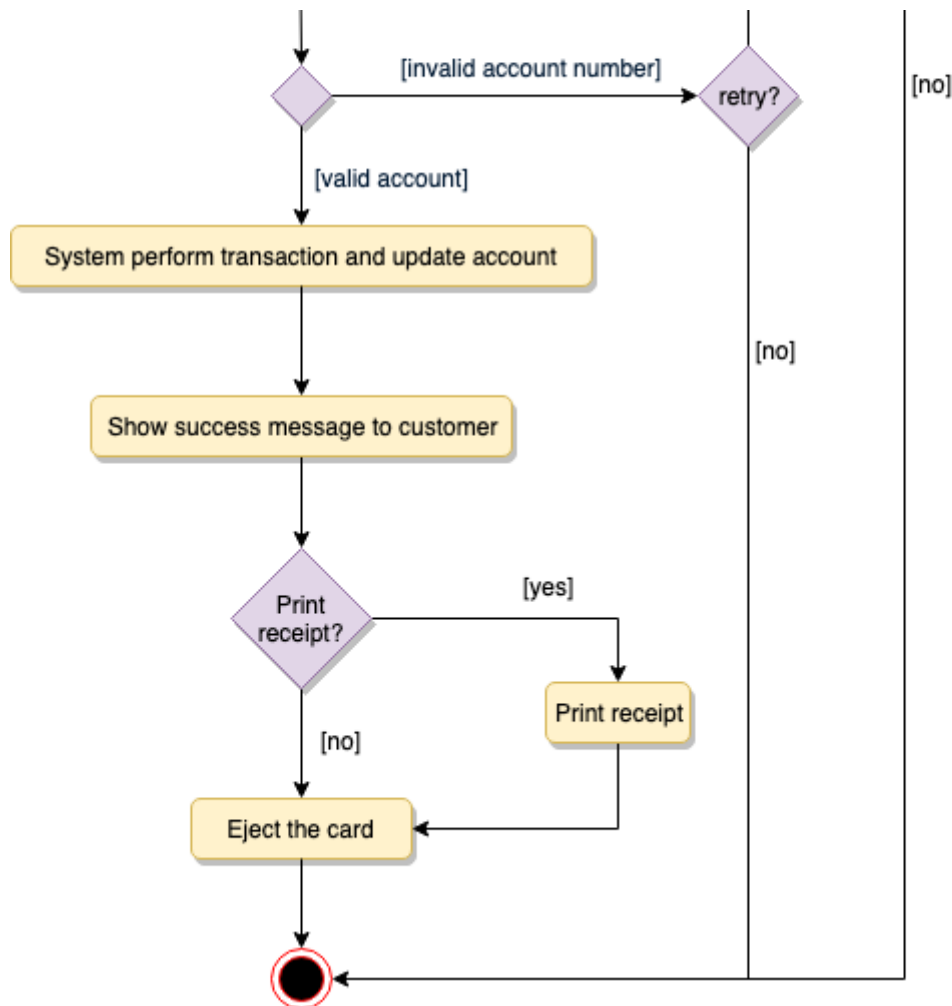 [invalid account number]
retry?
[no]
[valid account]
System perform transaction and update account
[no]
Show success message to customer
Print
receipt?
[yes]
Print receipt
[no]
Eject the card